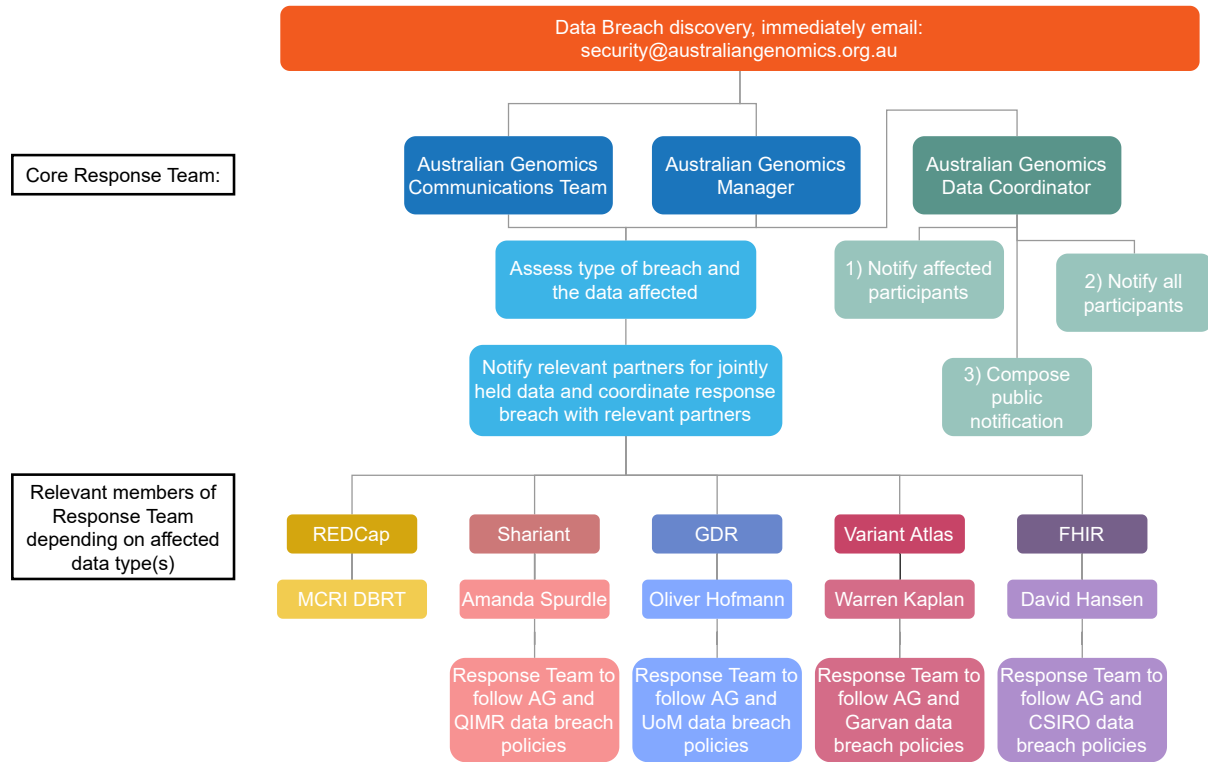 Data Breach discovery, immediately email:
security@australiangenomics.org.au
Core Response Team:
Australian Genomics
Communications Team
Australian Genomics
Manager
Australian Genomics
Data Coordinator
Assess type of breach and
the data affected
1) Notify affected
participants
2) Notify all
participants
Notify relevant partners for jointly
held data and coordinate response
breach with relevant partners
3) Compose
public
notification
Relevant members of
Response Team
depending on affected
data type(s)
REDCap
Shariant
GDR
Variant Atlas
FHIR
MCRI DBRT
Amanda Spurdle
Oliver Hofmann
Warren Kaplan
David Hansen
Response Team to
follow AG and
QIMR data breach
policies
Response Team to
follow AG and
UoM data breach
policies
Response Team to
follow AG and
Garvan data
breach policies
Response Team to
follow AG and
CSIRO data
breach policies